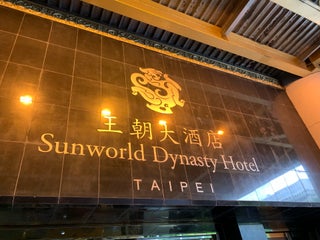 王朝大酒店
Sunworld Dynasty Hotel
TAIPEI